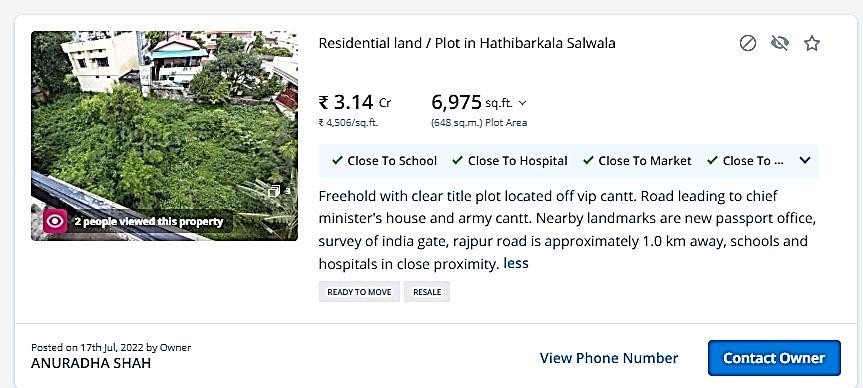 Residential land / Plot in Hathibarkala Salwala
₹ 3.14 Cr 6,975 sq.ft.
₹ 4,506/sq.ft. (648 sq.m.) Plot Area
Close To School Close To Hospital Close To Market Close To ...
Freehold with clear title plot located off vip cantt. Road leading to chief
minister's house and army cantt. Nearby landmarks are new passport office,
survey of india gate, rajpur road is approximately 1.0 km away, schools and
hospitals in close proximity. less
3
2 people viewed this property
READY TO MOVE RESALE
Posted on 17th Jul, 2022 by Owner
ANURADHA SHAH
View Phone Number Contact Owner